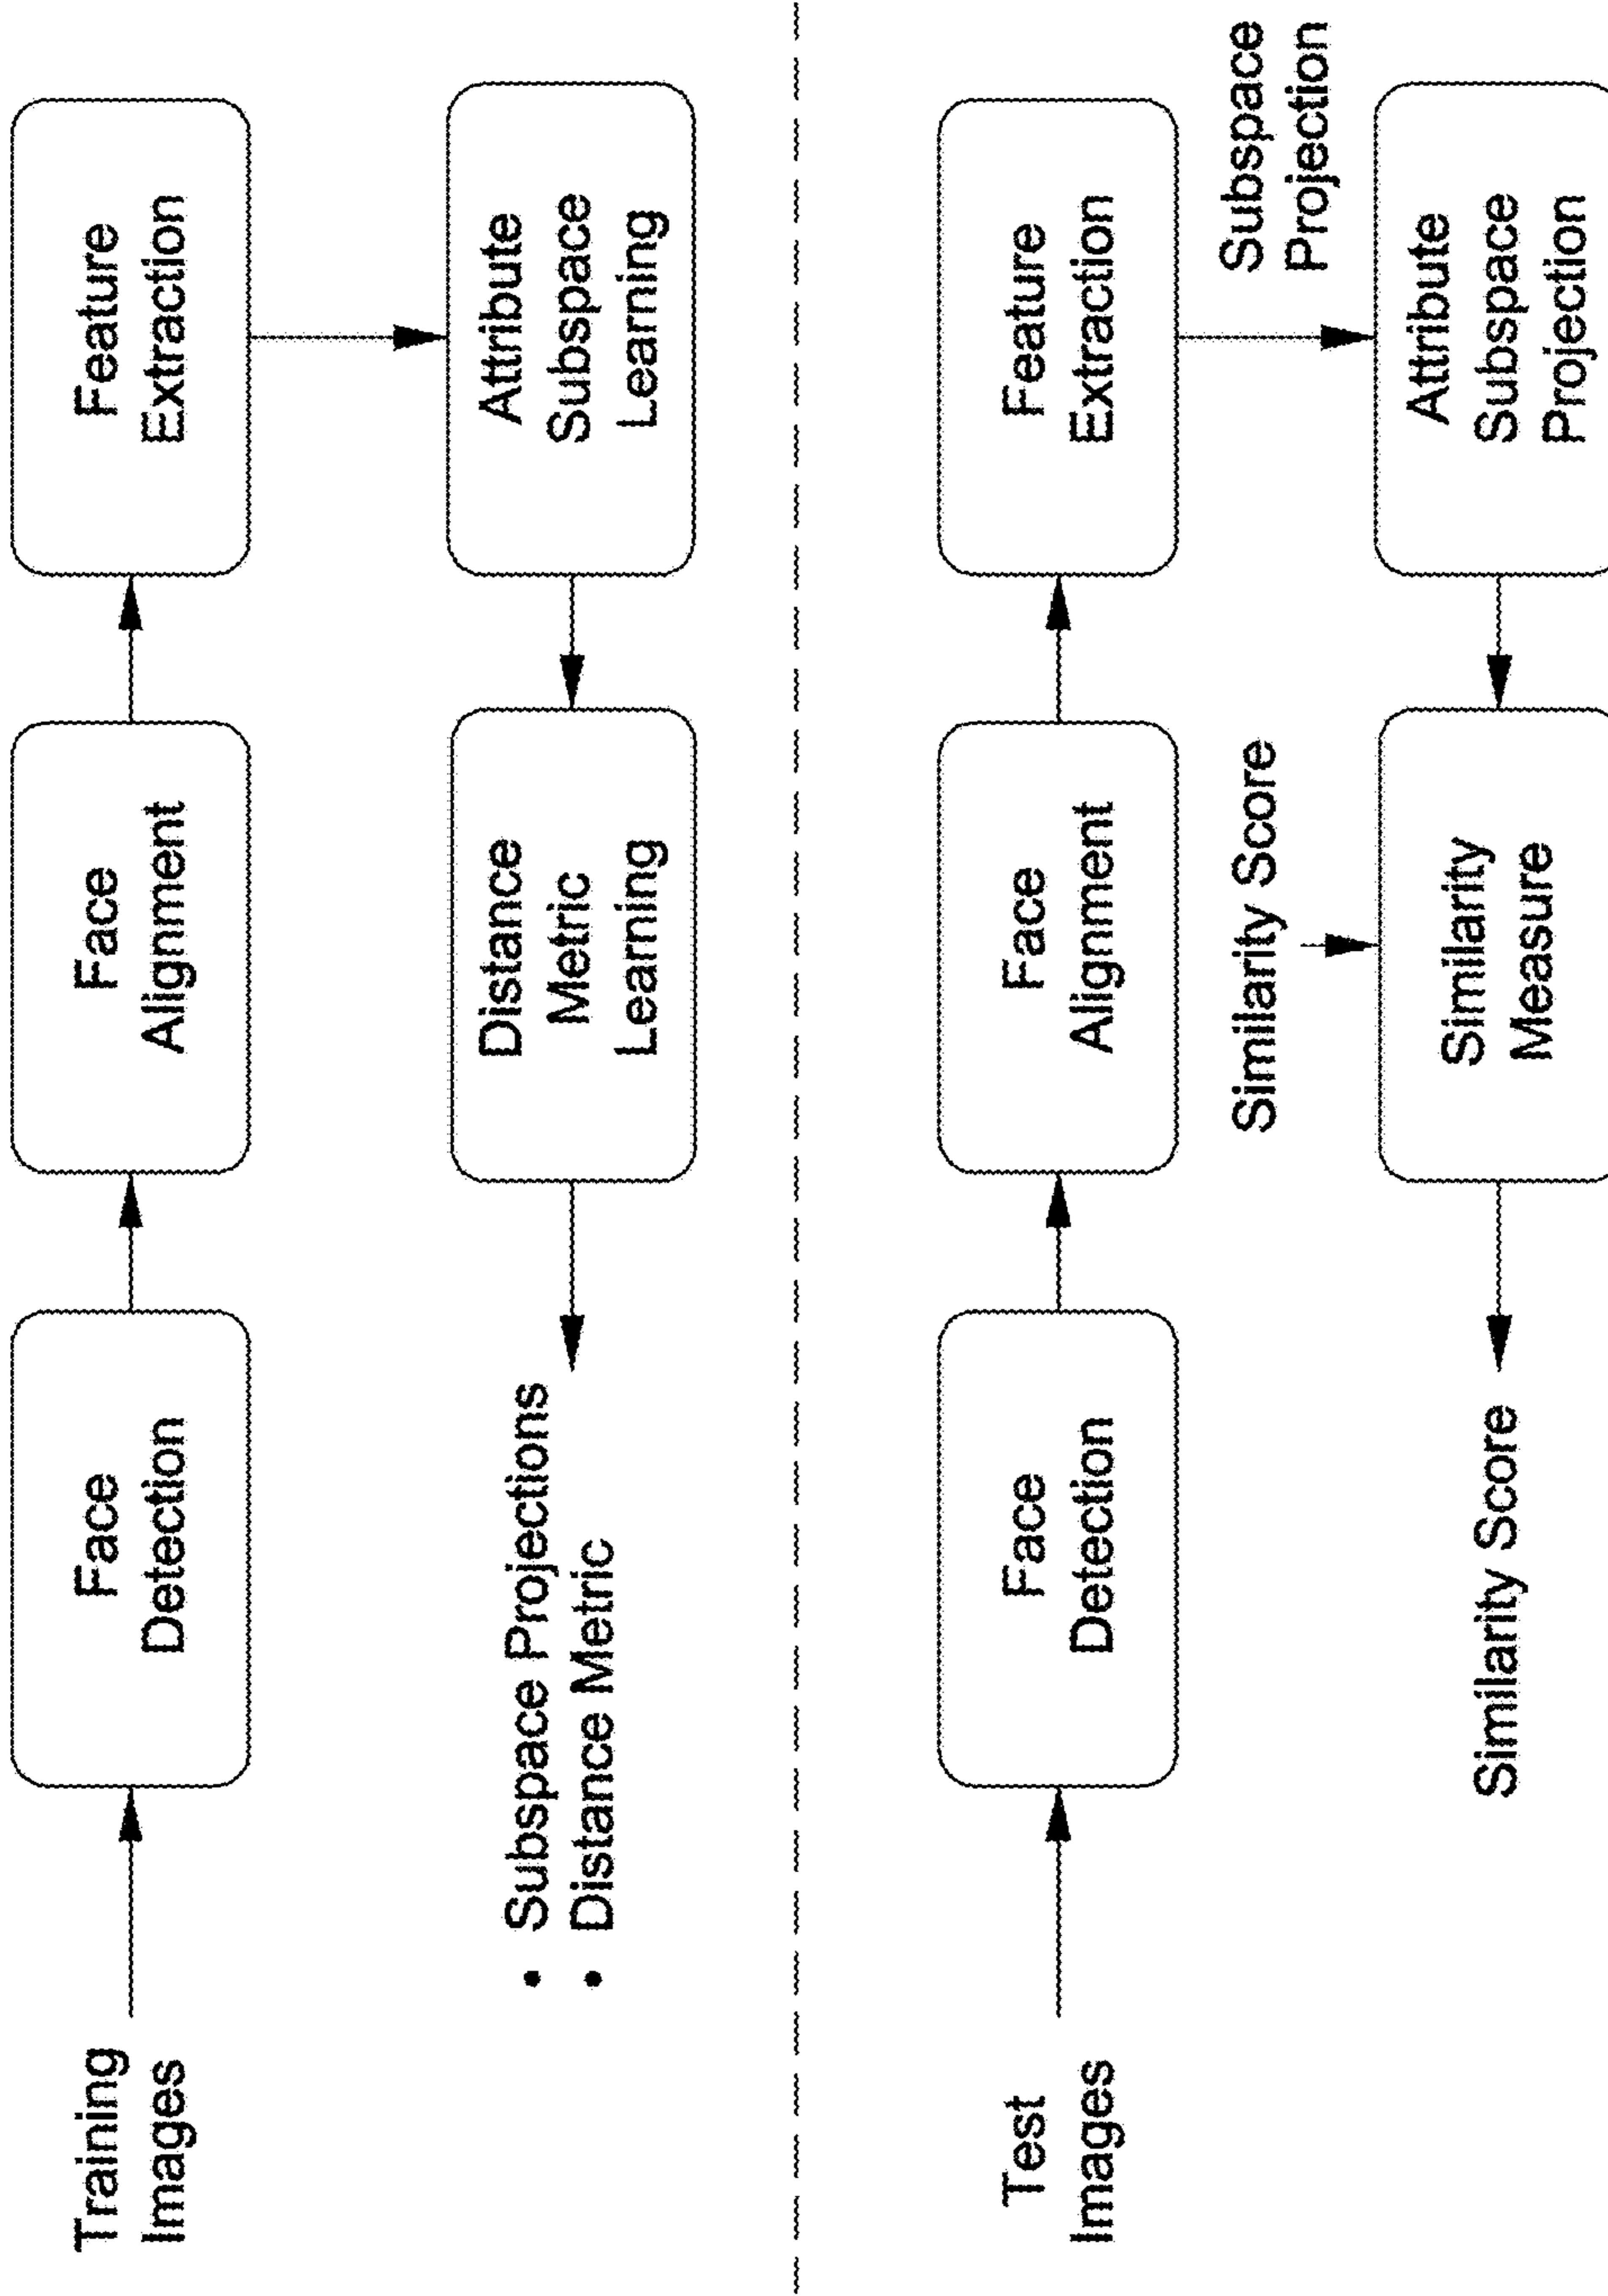 Training
Images
Face
Detection
Face
Alignment
Feature
Extraction
• Subspace Projections
• Distance Metric
Distance
Metric
Learning
Attribute
Subspace
Learning
Test
Images
Face
Detection
Face
Alignment
Feature
Extraction
Similarity Score
Subspace
Projection
Similarity Score
Similarity
Measure
Attribute
Subspace
Projection